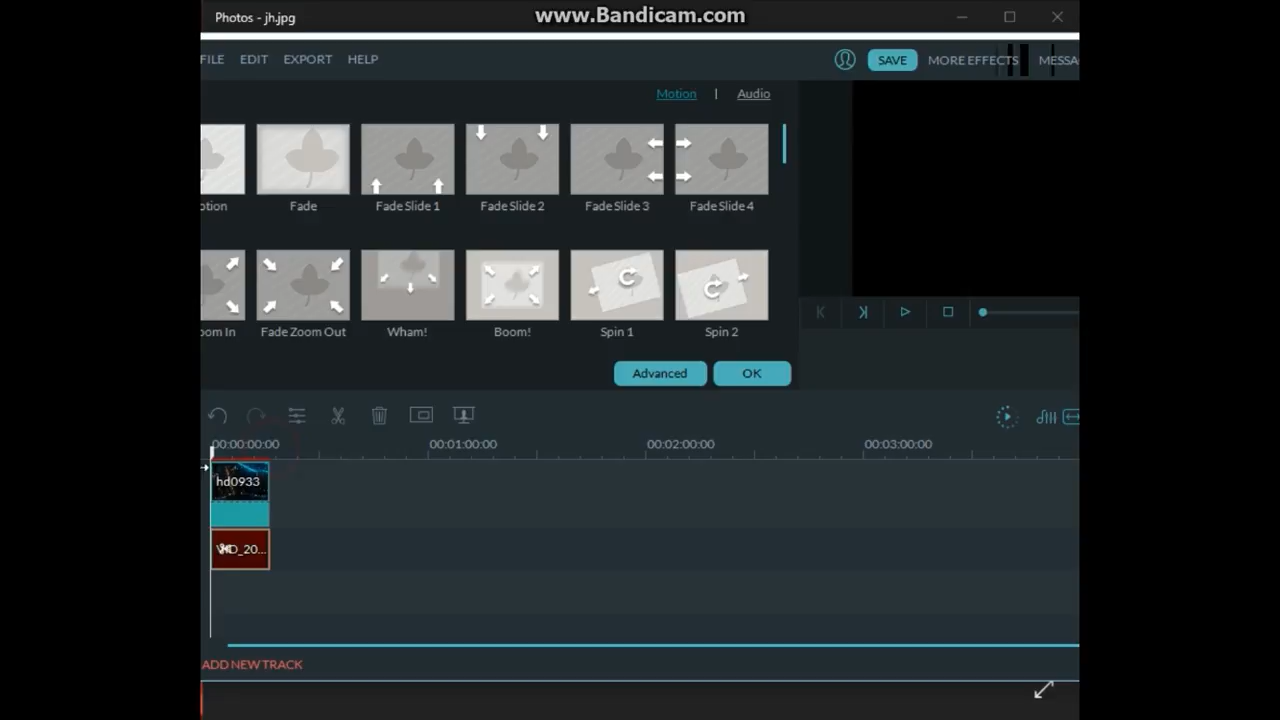 www.Bandicam.com
Photos - jh.jpg
FILE EDIT EXPORT HELP
SAVE
MORE EFFECTS
MESSA
Motion | Audio
otion
Fade
Fade Slide 1
Fade Slide 2
Fade Slide 3
Fade Slide 4
om In
Fade Zoom Out
Wham!
Boom!
Spin 1
Spin 2
Advanced
OK
00:00:00:00
00:01:00:00
00:02:00:00
00:03:00:00
hd0933
ADD NEW TRACK